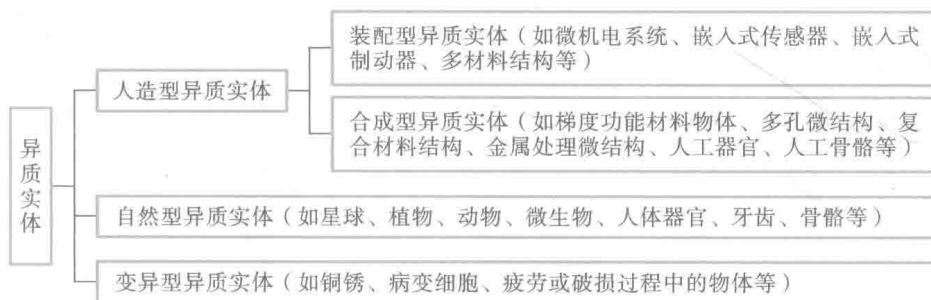 异质实体
人造型异质实体
装配型异质实体（如微机电系统、嵌入式传感器、嵌入式
制动器、多材料结构等）
合成型异质实体（如梯度功能材料物体、多孔微结构、复
合材料结构、金属处理微结构、人工器官、人工骨骼等）
自然型异质实体（如星球、植物、动物、微生物、人体器官、牙齿、骨骼等）
变异型异质实体（如铜锈、病变细胞、疲劳或破损过程中的物体等）